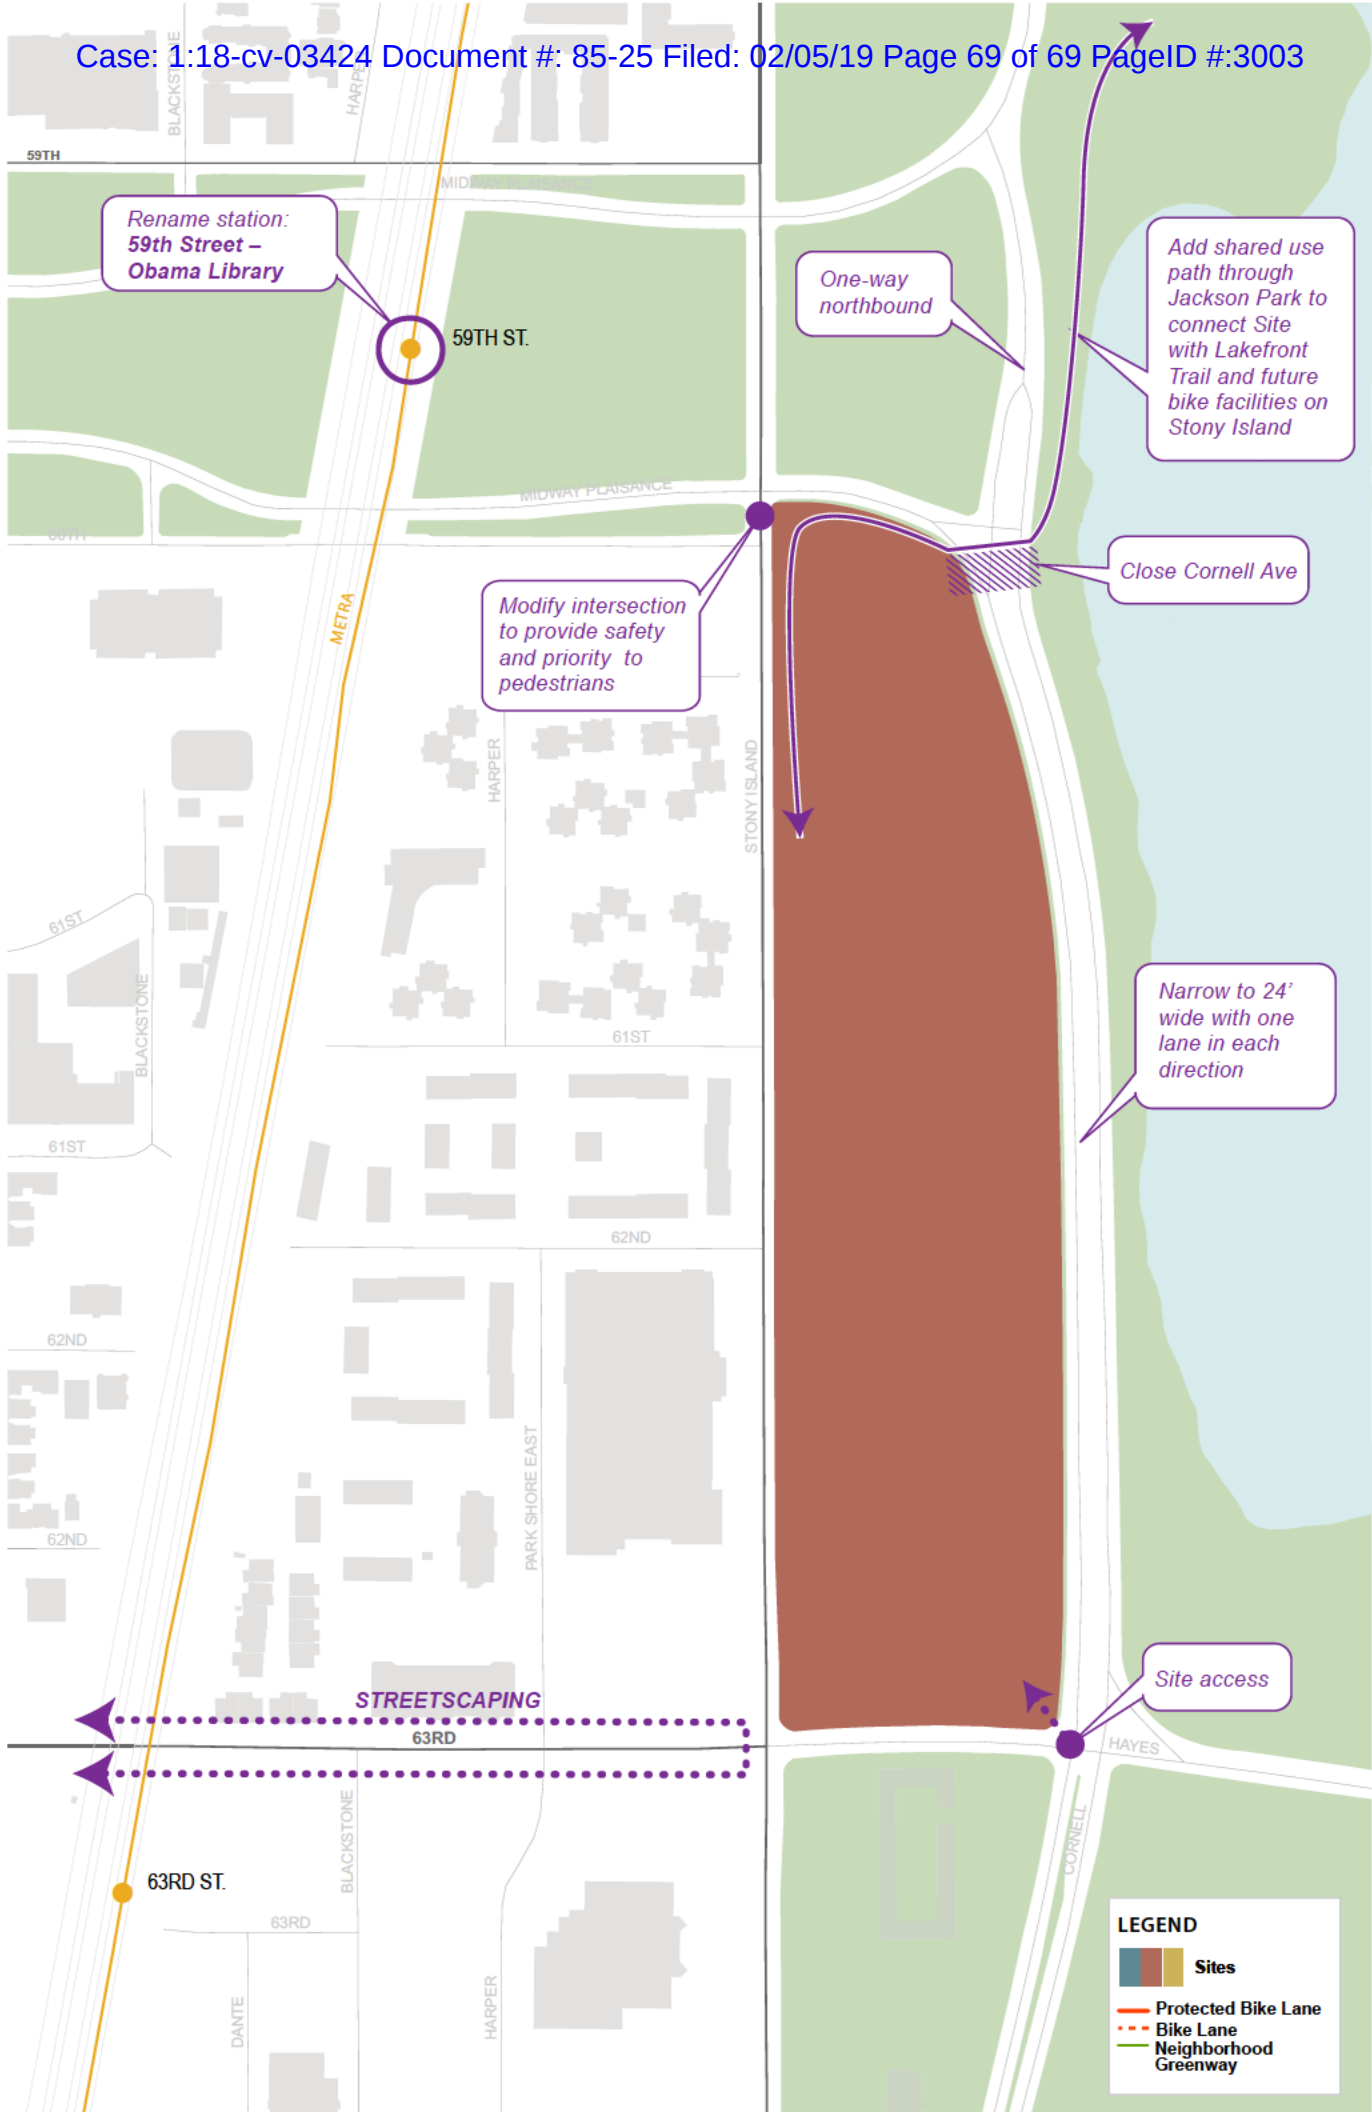 Case: 1:18-cv-03424 Document #: 85-25 Filed: 02/05/19 Page 69 of 69 PageID #:3003
BLACKSTONE
HARPER
59TH
MIDWAY PLAISANCE
Rename station:
59th Street –
Obama Library
59TH ST.
One-way
northbound
Add shared use
path through
Jackson Park to
connect Site
with Lakefront
Trail and future
bike facilities on
Stony Island
MIDWAY PLAISANCE
60TH
Close Cornell Ave
METRA
Modify intersection
to provide safety
and priority to
pedestrians
HARPER
STONY ISLAND
61ST
BLACKSTONE
Narrow to 24’
wide with one
lane in each
direction
61ST
61ST
62ND
62ND
PARK SHORE EAST
62ND
Site access
STREETSCAPING
63RD
HAYES
BLACKSTONE
CORNELL
63RD ST.
63RD
DANTE
HARPER
LEGEND
Sites
Protected Bike Lane
Bike Lane
Neighborhood
Greenway